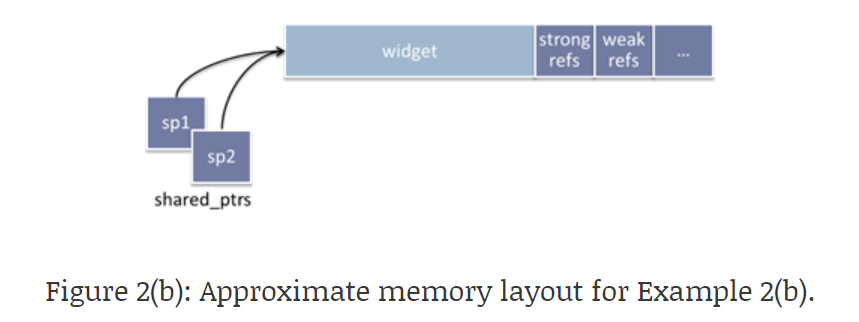 widget
strong refs
weak refs
...
sp1
sp2
shared_ptrs
Figure 2(b): Approximate memory layout for Example 2(b).